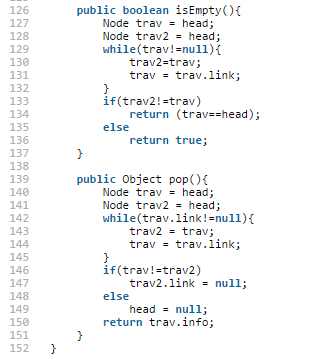 126 public boolean isEmpty(){
127 Node trav = head;
128 Node trav2 = head;
129 while(trav!=null){
130 trav2=trav;
131 trav = trav.link;
132 }
133 if(trav2!=trav)
134 return (trav==head);
135 else
136 return true;
137 }
138
139 public Object pop(){
140 Node trav = head;
141 Node trav2 = head;
142 while(trav.link!=null){
143 trav2 = trav;
144 trav = trav.link;
145 }
146 if(trav!=trav2)
147 trav2.link = null;
148 else
149 head = null;
150 return trav.info;
151 }
152 }